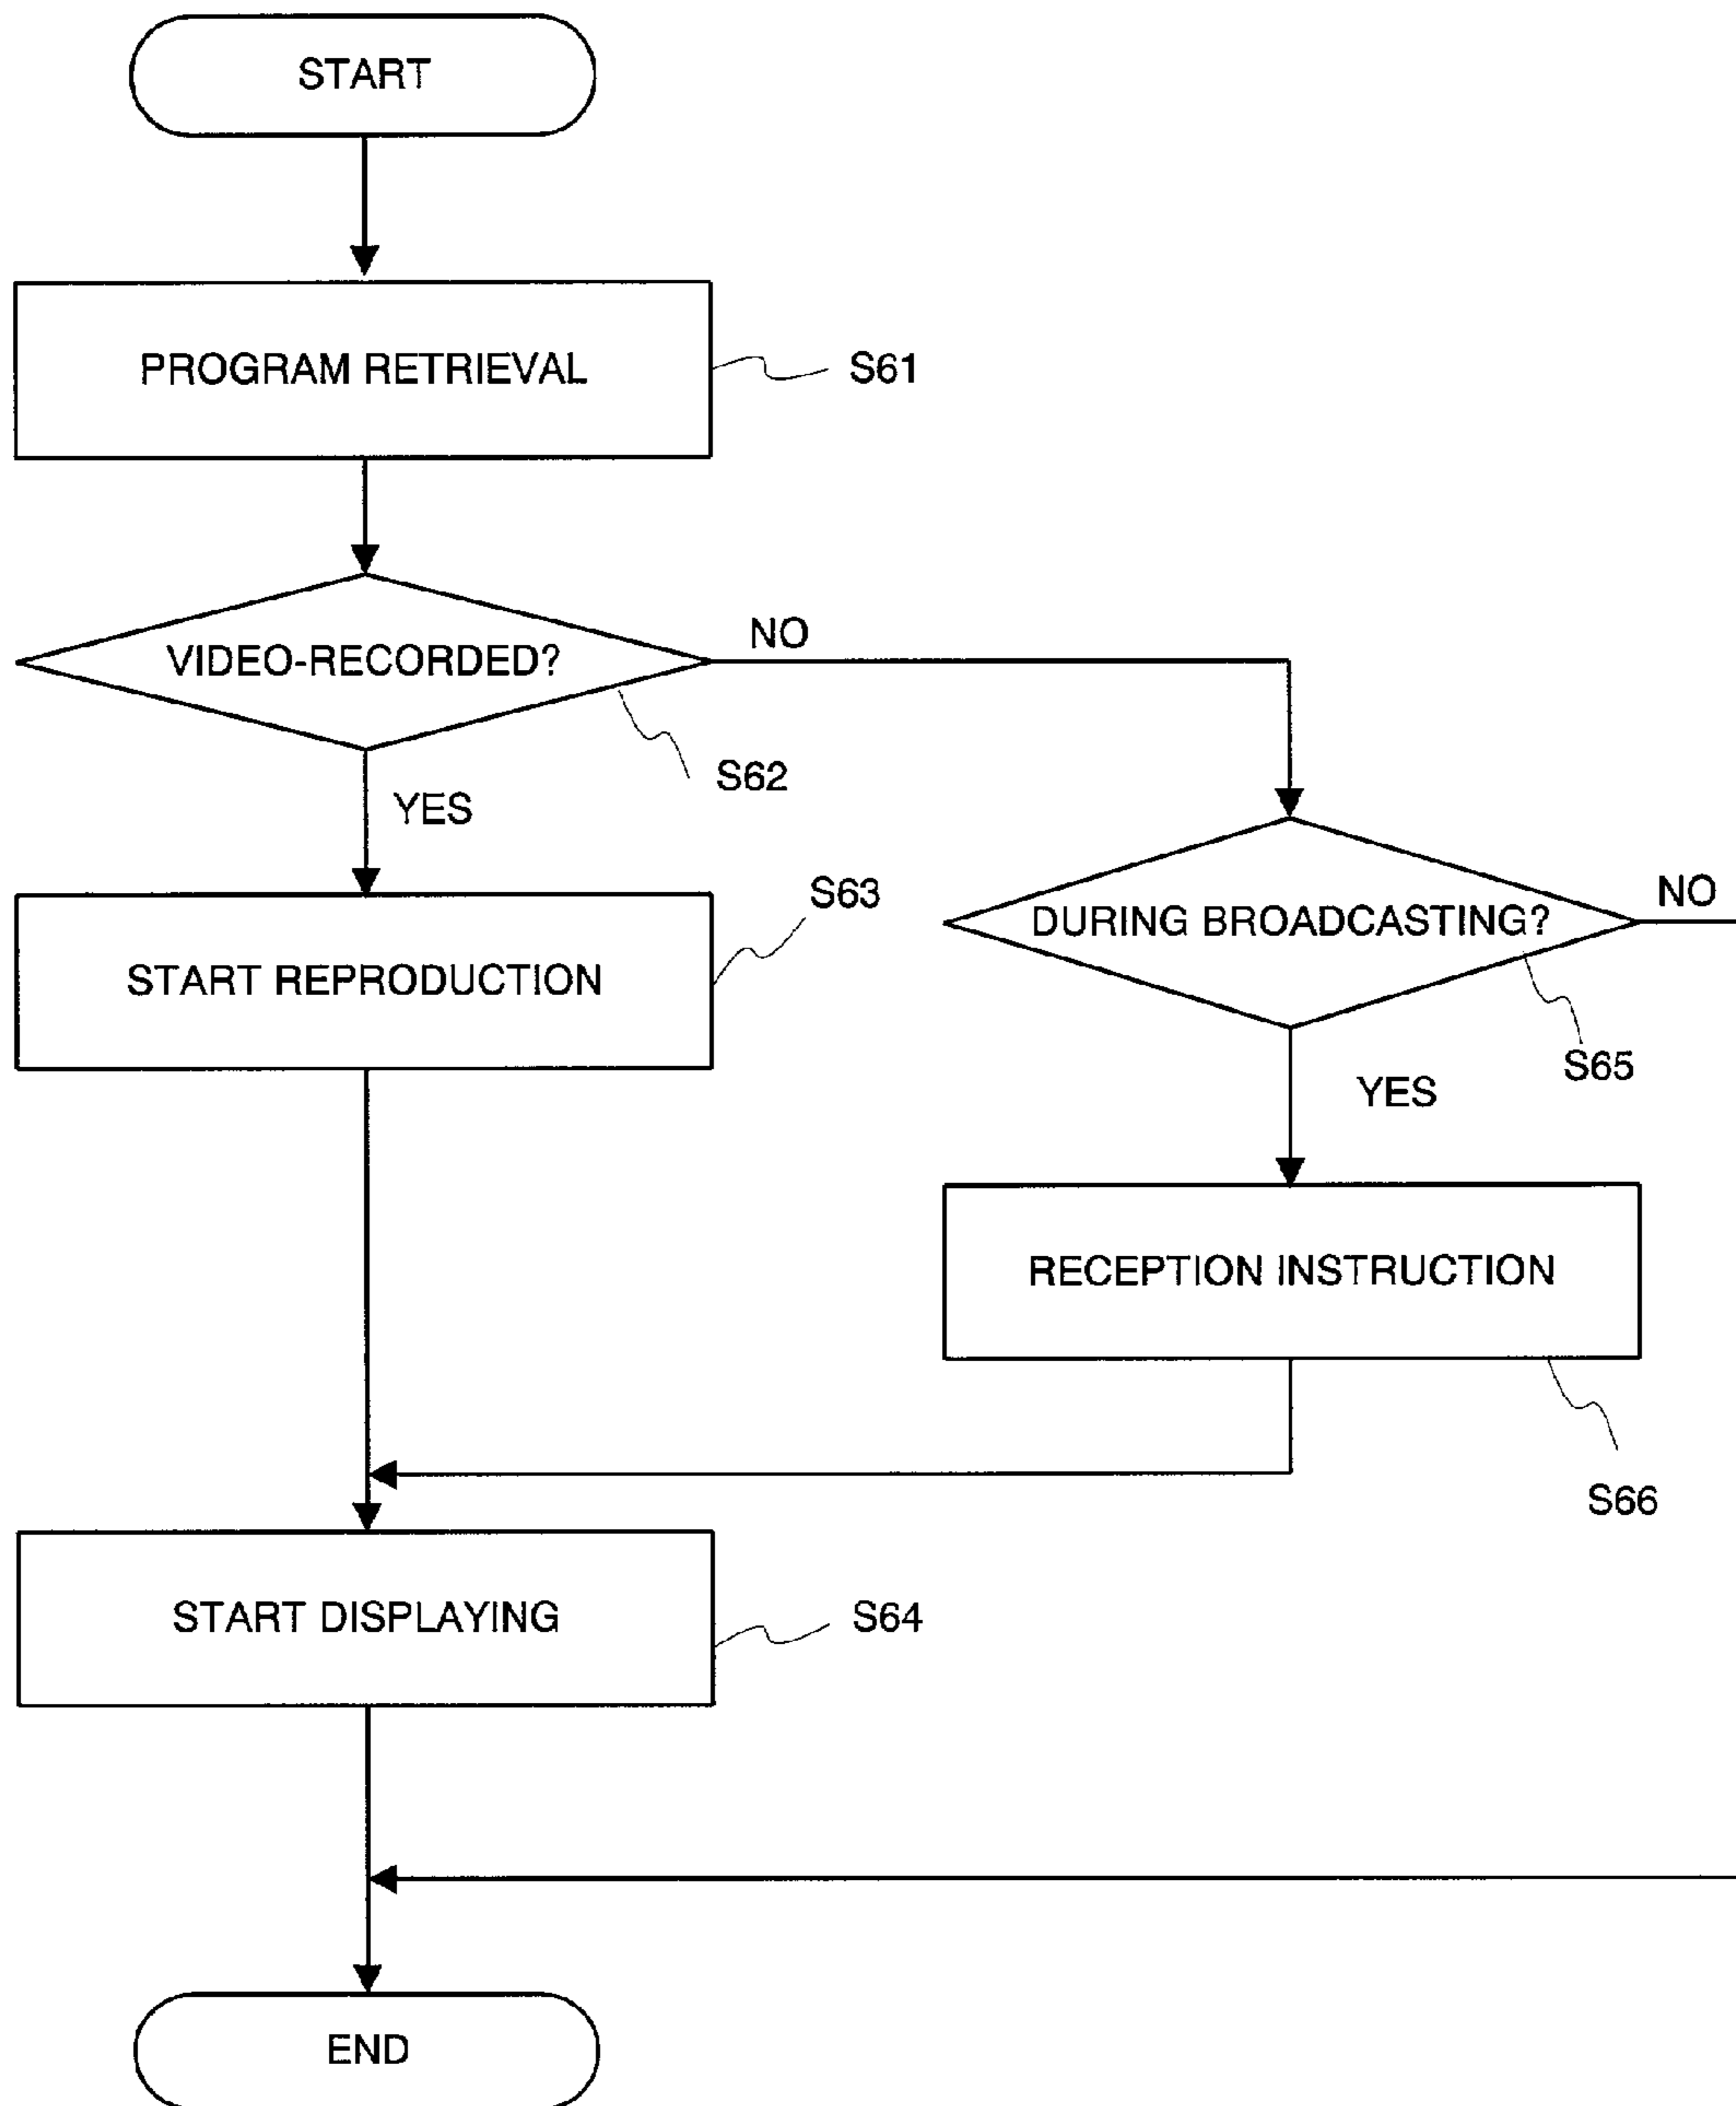 START
PROGRAM RETRIEVAL
S61
VIDEO-RECORDED?
NO
S62
YES
START REPRODUCTION
S63
DURING BROADCASTING?
NO
S65
YES
RECEPTION INSTRUCTION
S66
START DISPLAYING
S64
END